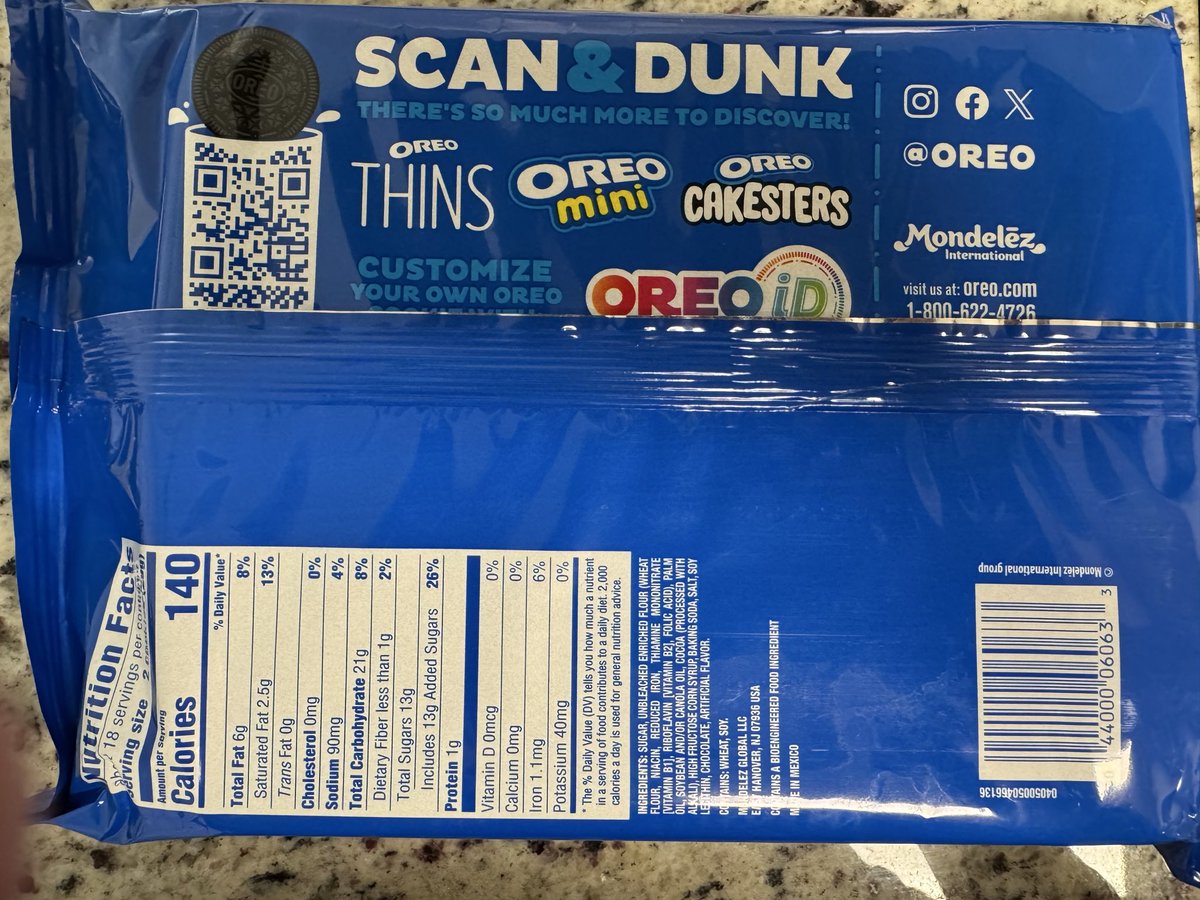 OREO
SCAN & DUNK
THERE'S SO MUCH MORE TO DISCOVER!
OREO
THINS
OREO
mini
OREO
CAKESTERS
CUSTOMIZE
YOUR OWN OREO
OREOiD
@OREO
Mondelēz
International
visit us at: oreo.com
1-800-622-4726
Nutrition Facts
18 servings per
Serving size 2
Amount per serving
Calories 140
% Daily Value*
Total Fat 6g 8%
Saturated Fat 2.5g 13%
Trans Fat 0g
Cholesterol 0mg 0%
Sodium 90mg 4%
Total Carbohydrate 21g 8%
Dietary Fiber less than 1g 2%
Total Sugars 13g
Includes 13g Added Sugars 26%
Protein 1g
Vitamin D 0mcg 0%
Calcium 0mg 0%
Iron 1.1mg 6%
Potassium 40mg 0%
*The % Daily Value (DV) tells you how much a nutrient
in a serving of food contributes to a daily diet. 2,000
calories a day is used for general nutrition advice.
INGREDIENTS: SUGAR, UNBLEACHED ENRICHED FLOUR (WHEAT
FLOUR, NIACIN, REDUCED IRON, THIAMINE MONONITRATE
[VITAMIN B1], RIBOFLAVIN [VITAMIN B2], FOLIC ACID), PALM
OIL, SOYBEAN AND/OR CANOLA OIL, COCOA (PROCESSED WITH
ALKALI), HIGH FRUCTOSE CORN SYRUP, BAKING SODA, SALT, SOY
LECITHIN, CHOCOLATE, ARTIFICIAL FLAVOR.
CONTAINS: WHEAT, SOY.
MONDELĒZ GLOBAL LLC
EAST HANOVER, NJ 07936 USA
CONTAINS A BIOENGINEERED FOOD INGREDIENT
MADE IN MEXICO
© Mondelez International group
44000 06063 3
04050050466136